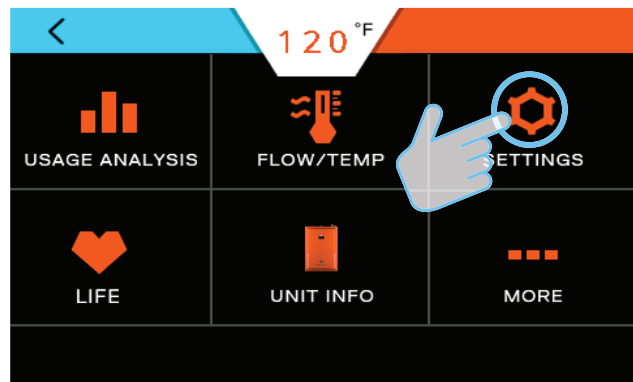 120 °F
USAGE ANALYSIS
FLOW/TEMP
SETTINGS
LIFE
UNIT INFO
MORE